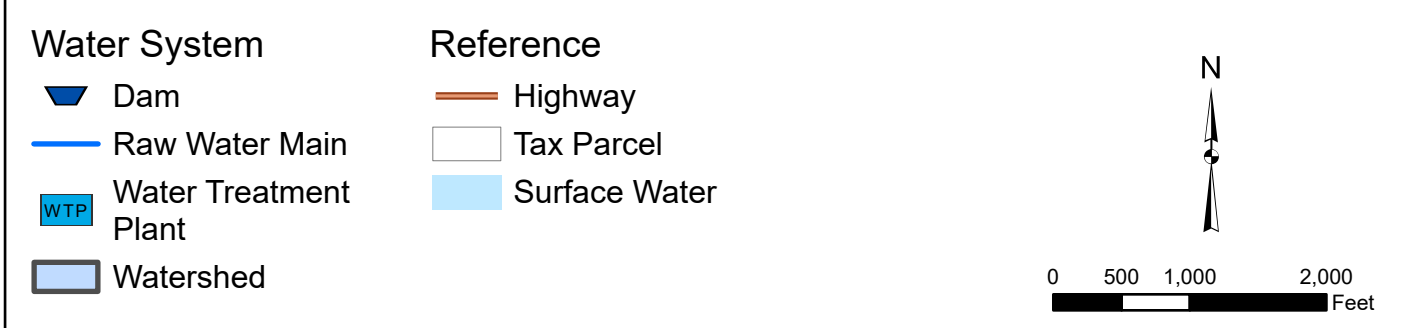 Water System
Dam
Raw Water Main
WTP
Water Treatment
Plant
Watershed
Reference
Highway
Tax Parcel
Surface Water
N
0 500 1,000 2,000
Feet